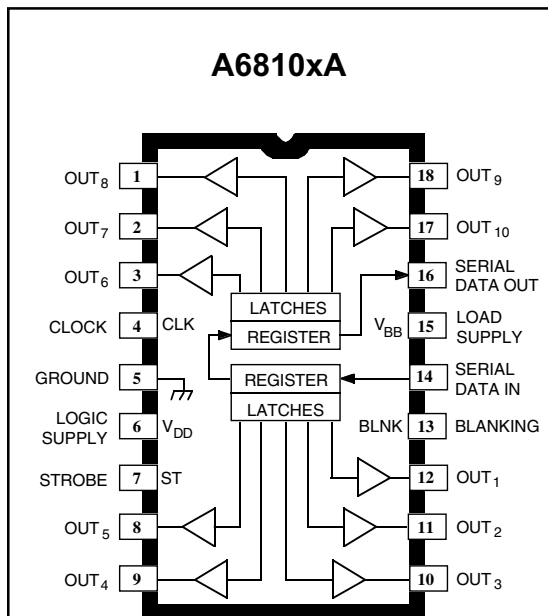 A6810xA
OUT8 1 18 OUT9
OUT7 2 17 OUT10
OUT6 3 16 SERIAL DATA OUT
LATCHES
CLOCK 4 CLK REGISTER VBB 15 LOAD SUPPLY
GROUND 5 REGISTER 14 SERIAL DATA IN
LATCHES
LOGIC SUPPLY 6 VDD BLNK 13 BLANKING
STROBE 7 ST 12 OUT1
OUT5 8 11 OUT2
OUT4 9 10 OUT3